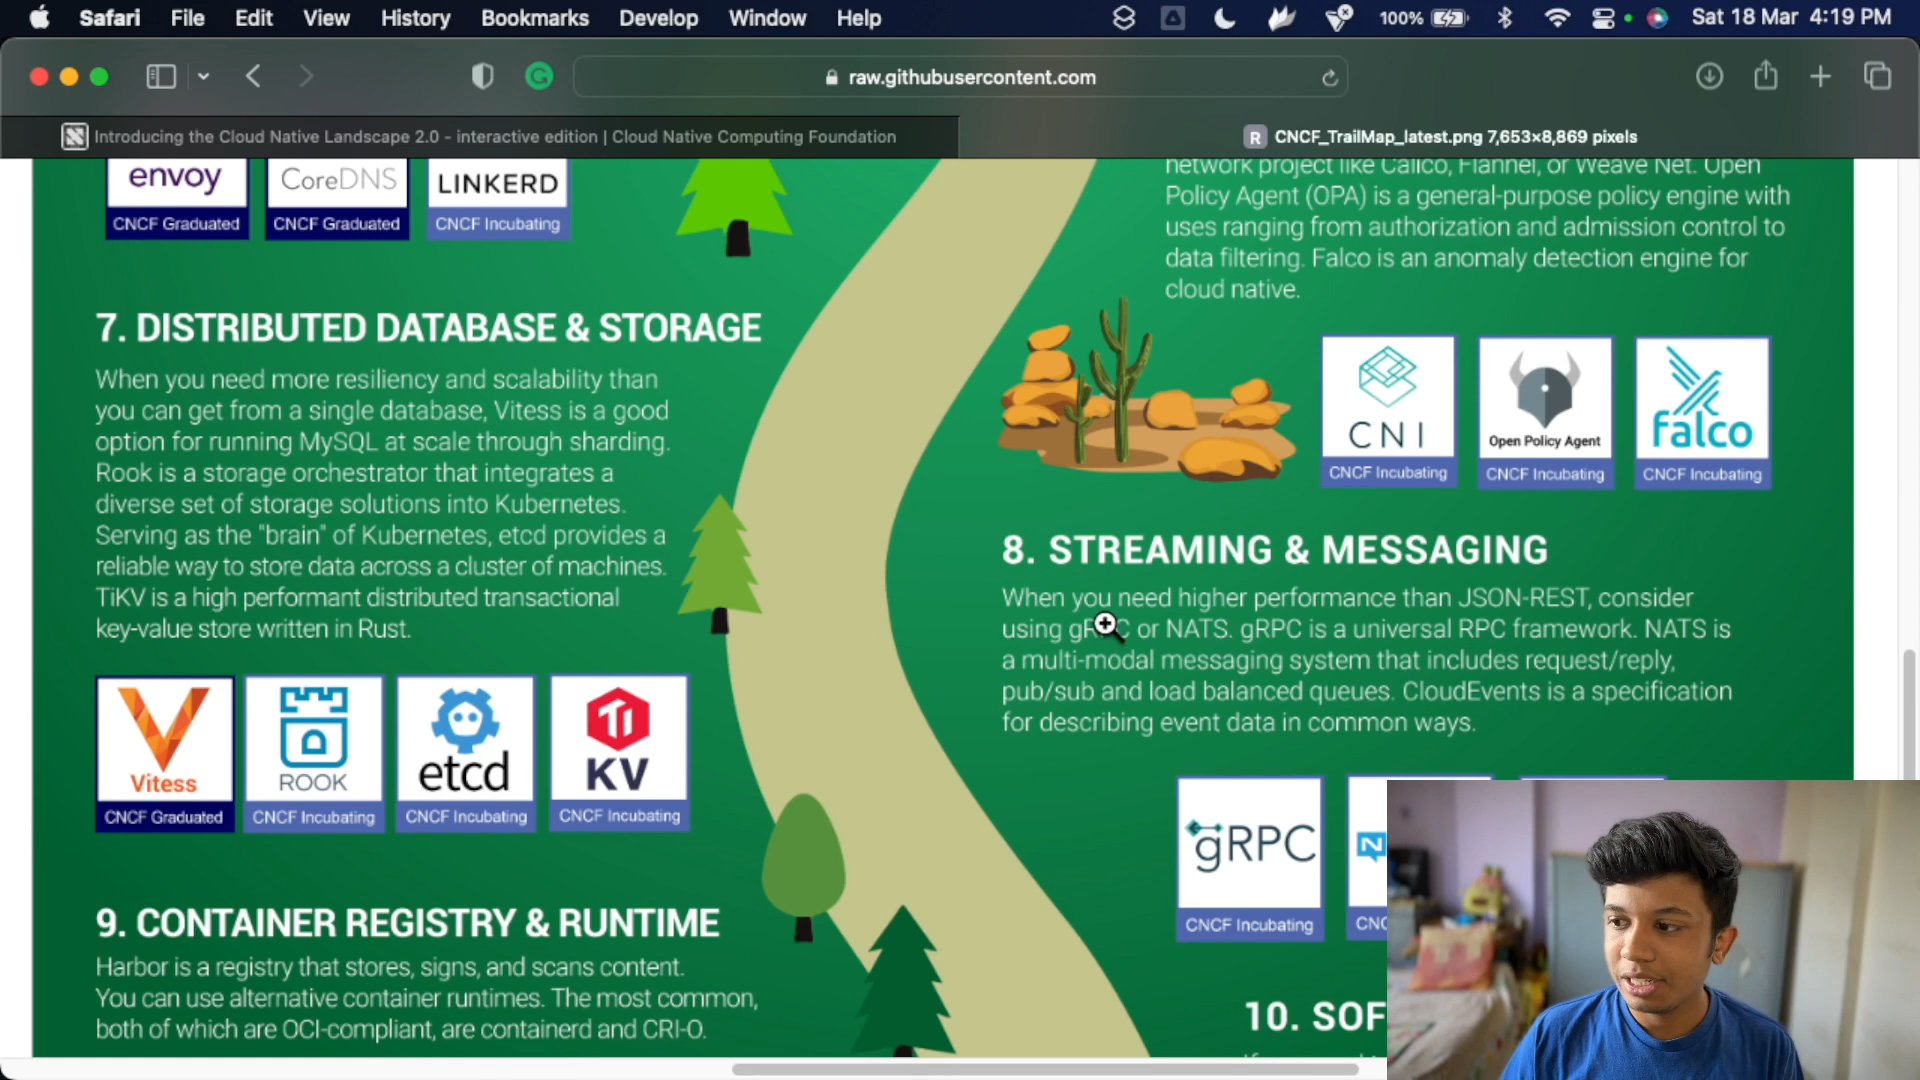 Safari File Edit View History Bookmarks Develop Window Help 100% Sat 18 Mar 4:19 PM
raw.githubusercontent.com
Introducing the Cloud Native Landscape 2.0 - interactive edition | Cloud Native Computing Foundation
R CNCF_TrailMap_latest.png 7,653×8,869 pixels
envoy
CNCF Graduated
CoreDNS
CNCF Graduated
LINKERD
CNCF Incubating
7. DISTRIBUTED DATABASE & STORAGE
When you need more resiliency and scalability than
you can get from a single database, Vitess is a good
option for running MySQL at scale through sharding.
Rook is a storage orchestrator that integrates a
diverse set of storage solutions into Kubernetes.
Serving as the "brain" of Kubernetes, etcd provides a
reliable way to store data across a cluster of machines.
TiKV is a high performant distributed transactional
key-value store written in Rust.
Vitess
CNCF Graduated
ROOK
CNCF Incubating
etcd
CNCF Incubating
TI
KV
CNCF Incubating
9. CONTAINER REGISTRY & RUNTIME
Harbor is a registry that stores, signs, and scans content.
You can use alternative container runtimes. The most common,
both of which are OCI-compliant, are containerd and CRI-O.
network project like Calico, Flannel, or Weave Net. Open
Policy Agent (OPA) is a general-purpose policy engine with
uses ranging from authorization and admission control to
data filtering. Falco is an anomaly detection engine for
cloud native.
CNI
CNCF Incubating
Open Policy Agent
CNCF Incubating
falco
CNCF Incubating
8. STREAMING & MESSAGING
When you need higher performance than JSON-REST, consider
using gRPC or NATS. gRPC is a universal RPC framework. NATS is
a multi-modal messaging system that includes request/reply,
pub/sub and load balanced queues. CloudEvents is a specification
for describing event data in common ways.
gRPC
CNCF Incubating
N
10. SOF